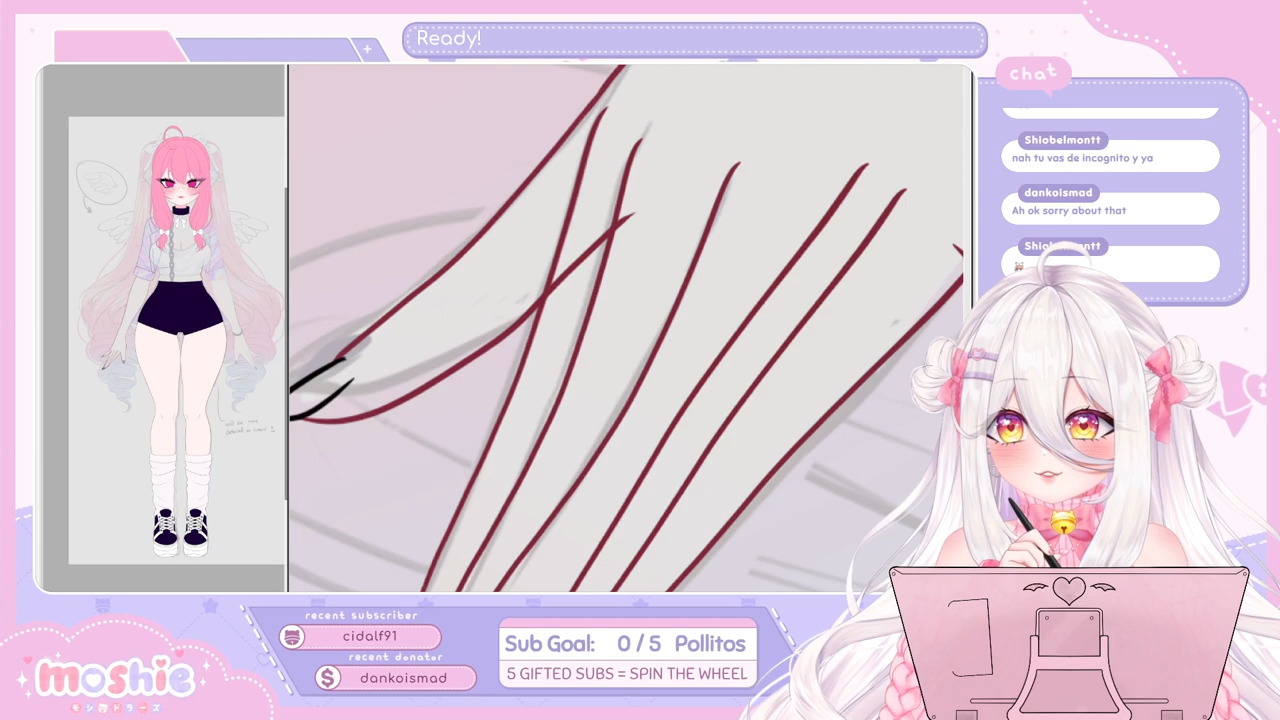 Ready!
+
chat
Shiobelmontt
nah tu vas de incognito y ya
dankoismad
Ah ok sorry about that
recent subscriber
cidalf91
recent donator
$
dankoismad
Sub Goal: 0 / 5 Pollitos
5 GIFTED SUBS = SPIN THE WHEEL
moshie